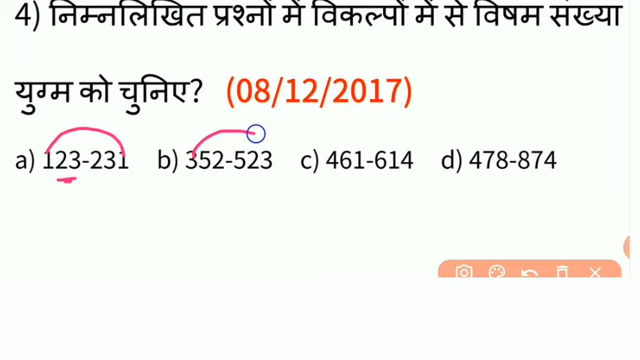 4) निम्नलिखित प्रश्नों में विकल्पों में से विषम संख्या
युग्म को चुनिए? (08/12/2017)
a) 123-231 b) 352-523 c) 461-614 d) 478-874